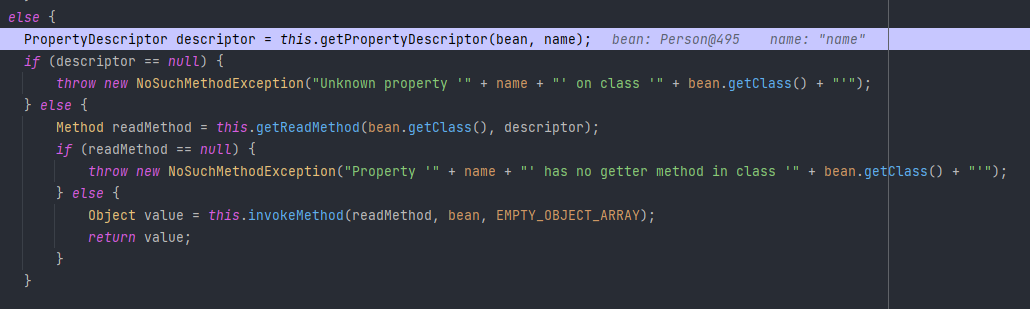 else {
PropertyDescriptor descriptor = this.getPropertyDescriptor(bean, name); bean: Person@495 name: "name"
if (descriptor == null) {
throw new NoSuchMethodException("Unknown property '" + name + "' on class '" + bean.getClass() + "'");
} else {
Method readMethod = this.getReadMethod(bean.getClass(), descriptor);
if (readMethod == null) {
throw new NoSuchMethodException("Property '" + name + "' has no getter method in class '" + bean.getClass() + "'");
} else {
Object value = this.invokeMethod(readMethod, bean, EMPTY_OBJECT_ARRAY);
return value;
}
}